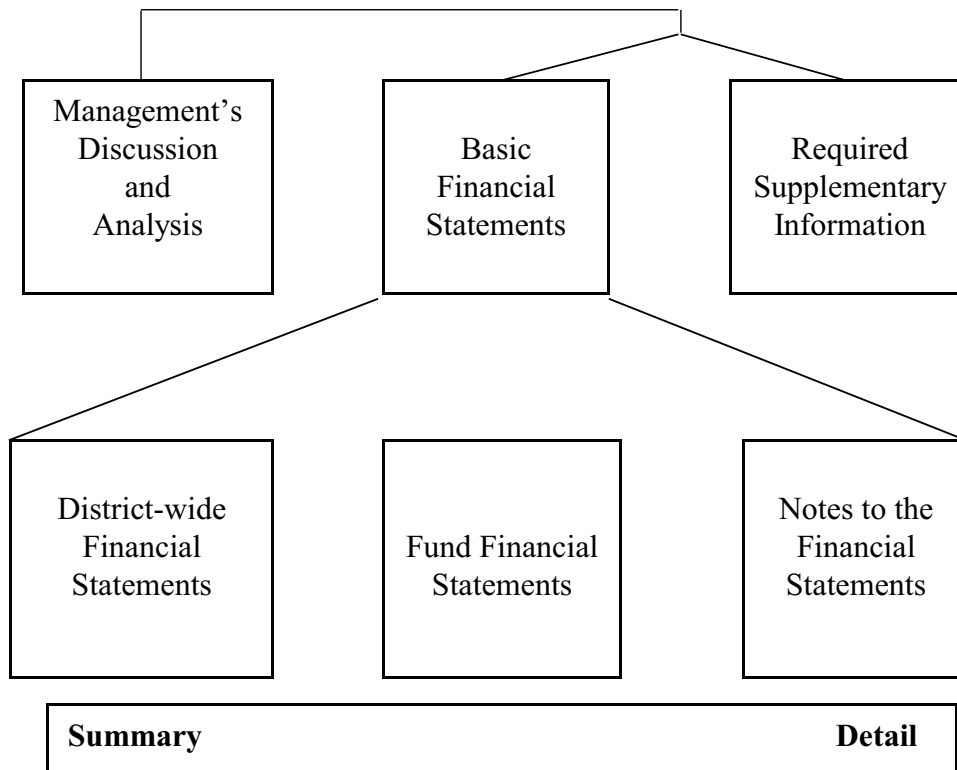 Management’s
Discussion
and
Analysis
Basic
Financial
Statements
Required
Supplementary
Information
District-wide
Financial
Statements
Fund Financial
Statements
Notes to the
Financial
Statements
Summary
Detail